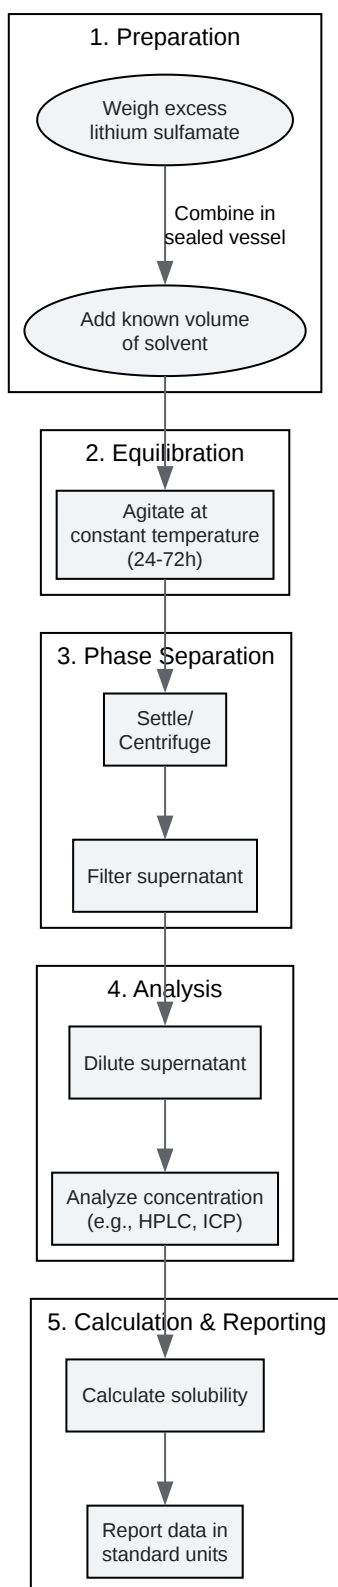 1. Preparation
Weigh excess
lithium sulfamate
Combine in
sealed vessel
Add known volume
of solvent
2. Equilibration
Agitate at
constant temperature
(24-72h)
3. Phase Separation
Settle/
Centrifuge
Filter supernatant
4. Analysis
Dilute supernatant
Analyze concentration
(e.g., HPLC, ICP)
5. Calculation & Reporting
Calculate solubility
Report data in
standard units